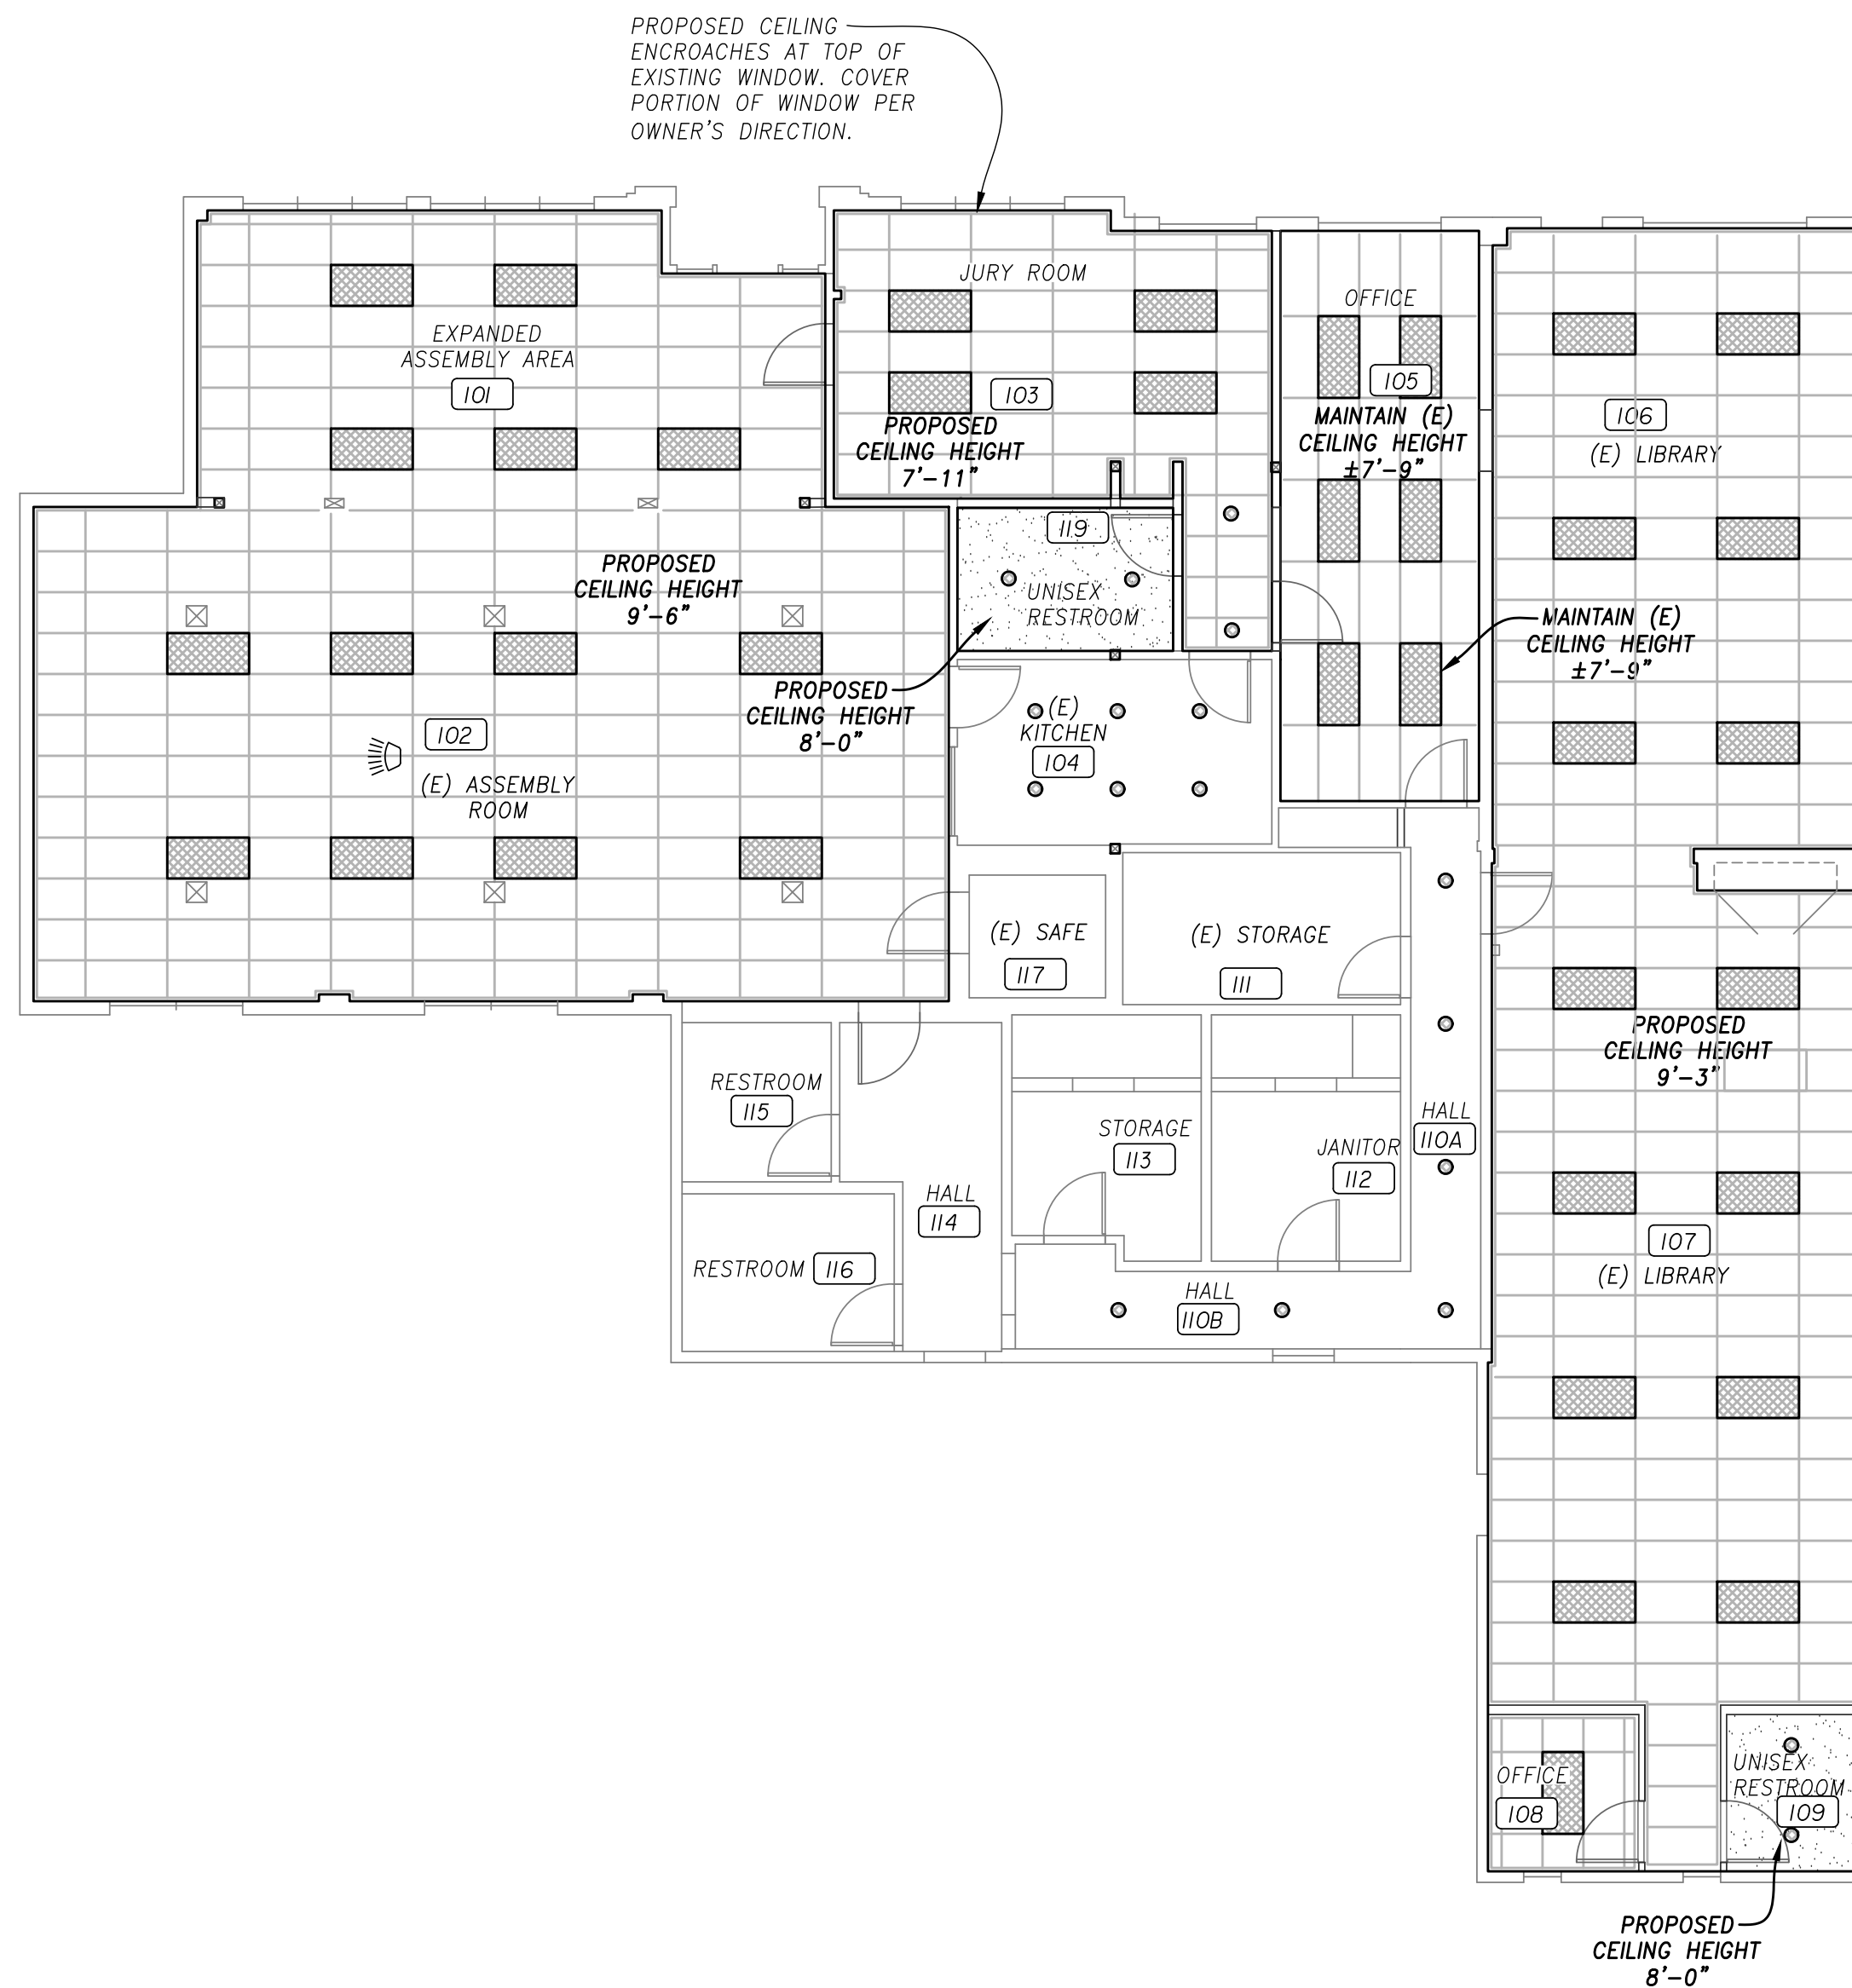 PROPOSED CEILING
ENCROACHES AT TOP OF
EXISTING WINDOW. COVER
PORTION OF WINDOW PER
OWNER'S DIRECTION.
EXPANDED
ASSEMBLY AREA
101
JURY ROOM
103
PROPOSED
CEILING HEIGHT
7'-11"
OFFICE
105
MAINTAIN (E)
CEILING HEIGHT
±7'-9"
106
(E) LIBRARY
PROPOSED
CEILING HEIGHT
9'-6"
119
UNISEX
RESTROOM
MAINTAIN (E)
CEILING HEIGHT
±7'-9"
PROPOSED
CEILING HEIGHT
8'-0"
102
(E) ASSEMBLY
ROOM
(E)
KITCHEN
104
(E) SAFE
117
(E) STORAGE
111
PROPOSED
CEILING HEIGHT
9'-3"
RESTROOM
115
STORAGE
113
JANITOR
112
HALL
110A
HALL
114
RESTROOM 116
HALL
110B
107
(E) LIBRARY
OFFICE
108
UNISEX
RESTROOM
109
PROPOSED
CEILING HEIGHT
8'-0"